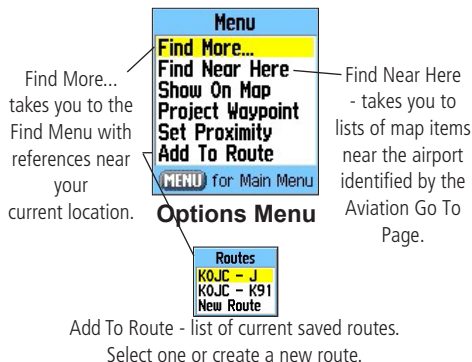 Menu
Find More...
Find Near Here
Show On Map
Project Waypoint
Set Proximity
Add To Route
MENU for Main Menu
Options Menu
Find More...
takes you to the
Find Menu with
references near
your
current location.
Find Near Here
- takes you to
lists of map items
near the airport
identified by the
Aviation Go To
Page.
Routes
KOJC - J
KOJC - K91
New Route
Add To Route - list of current saved routes.
Select one or create a new route.